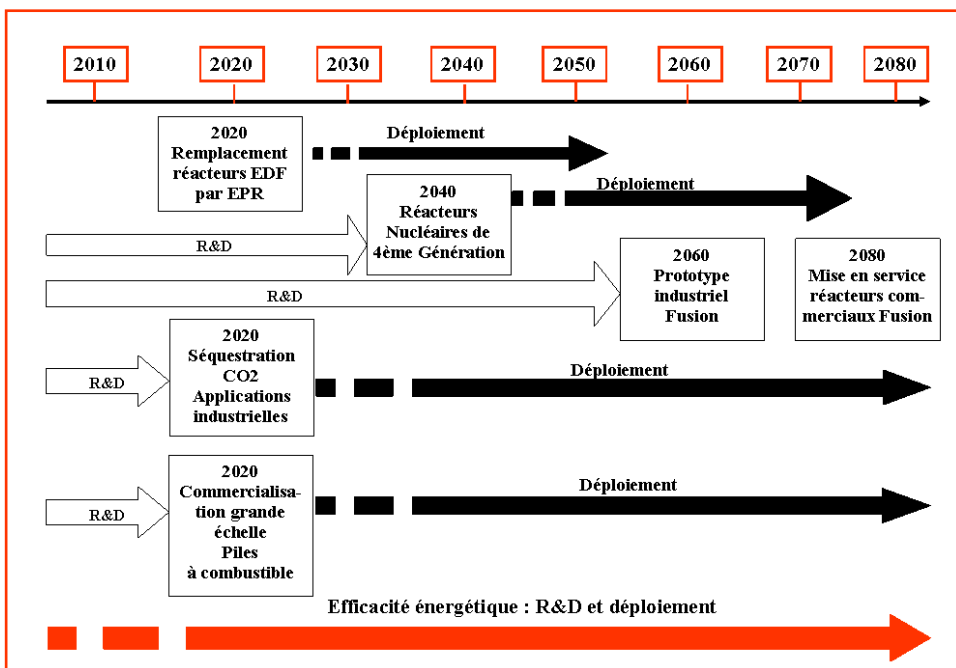 2010 2020 2030 2040 2050 2060 2070 2080
2020
Remplacement
réacteurs EDF
par EPR
Déploiement
2040
Réacteurs
Nucléaires de
4ème Génération
Déploiement
R&D
R&D
2060
Prototype
industriel
Fusion
2080
Mise en service
réacteurs com-
merciaux Fusion
R&D
2020
Séquestration
CO2
Applications
industrielles
Déploiement
R&D
2020
Commercialisa-
tion grande
échelle
Piles
à combustible
Déploiement
Efficacité énergétique : R&D et déploiement